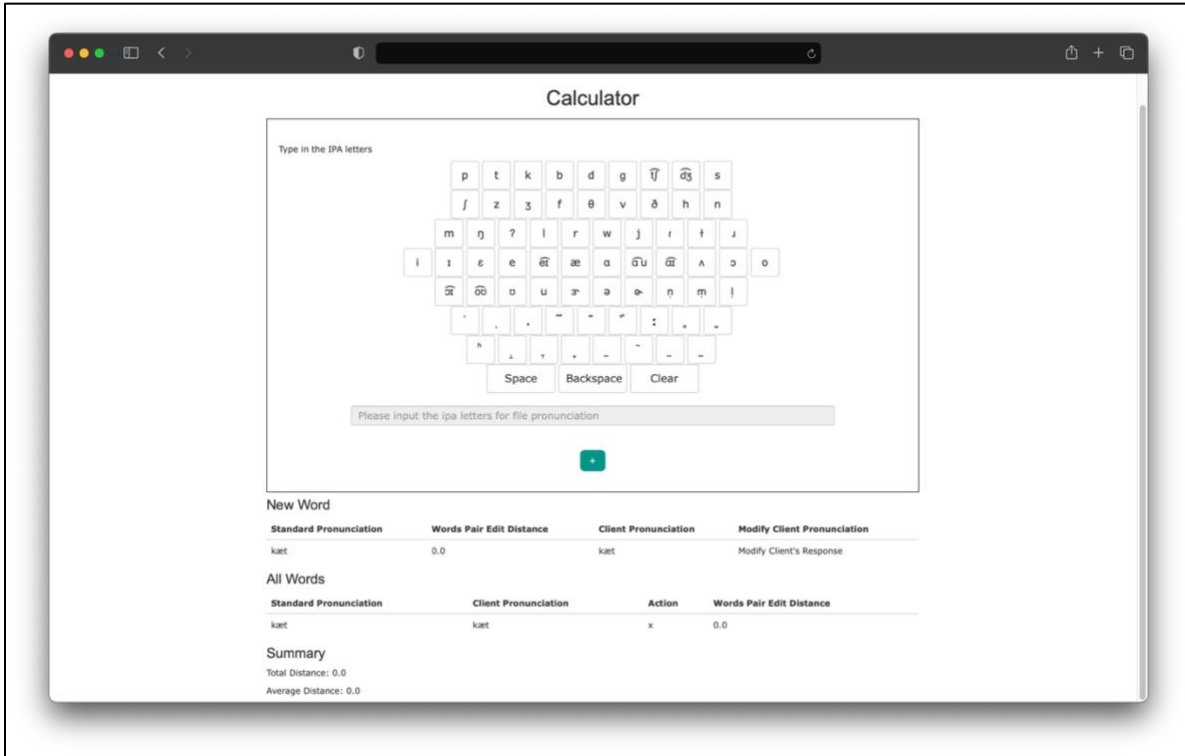 Calculator
Type in the IPA letters
p t k b d g t͡ʃ d͡ʒ s
ʃ z ʒ f θ v ð h n
m ŋ ? l r w j ɾ ɫ ɹ
i ɪ ɛ e e͡ɪ æ ɑ a͡u a͡ɪ ʌ ɔ o
ɔ͡ɪ o͡ʊ ʊ u ɝ ə ɚ n̩ m̩ l̩
Space Backspace Clear
Please input the ipa letters for file pronunciation
+
New Word
Standard Pronunciation Words Pair Edit Distance Client Pronunciation Modify Client Pronunciation
kæt 0.0 kæt Modify Client's Response
All Words
Standard Pronunciation Client Pronunciation Action Words Pair Edit Distance
kæt kæt x 0.0
Summary
Total Distance: 0.0
Average Distance: 0.0